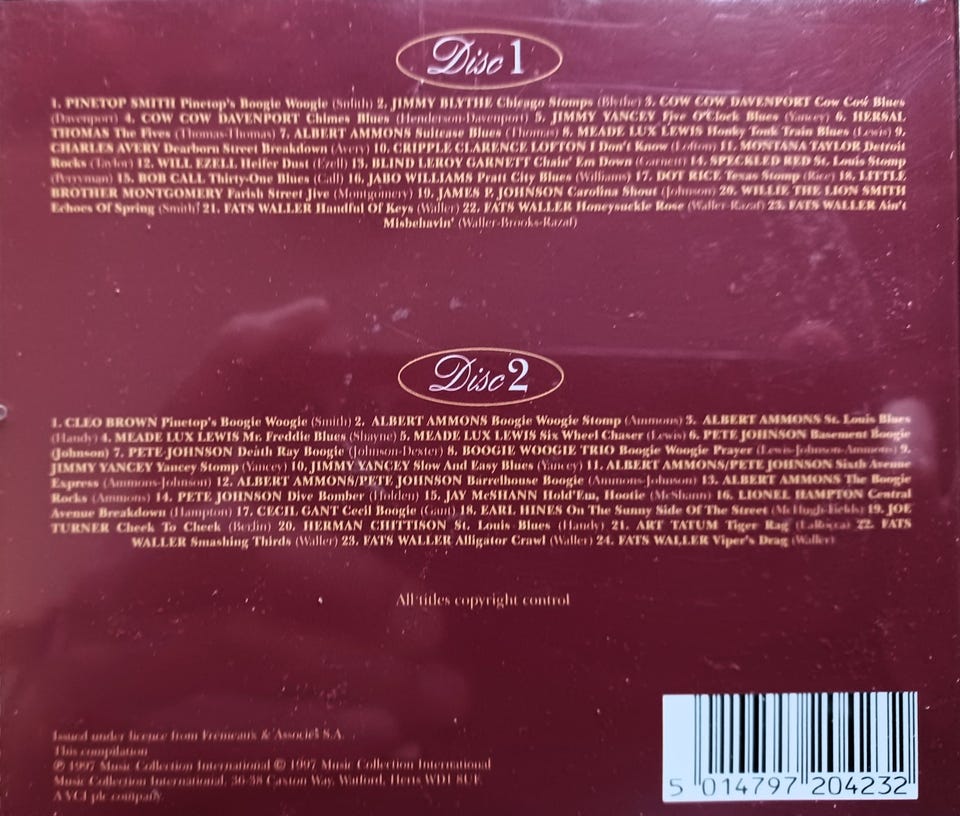 Disc 1
1. PINETOP SMITH Pinetop's Boogie Woogie (Smith) 2. JIMMY BLYTHE Chicago Stomps (Blythe) 3. COW COW DAVENPORT Cow Cow Blues
(Davenport) 4. COW COW DAVENPORT Chimes Blues (Henderson-Davenport) 5. JIMMY YANCEY Five O'Clock Blues (Yancey) 6. HERSAL
THOMAS The Fives (Thomas-Thomas) 7. ALBERT AMMONS Suitcase Blues (Thomas) 8. MEADE LUX LEWIS Honky Tonk Train Blues (Lewis) 9.
CHARLES AVERY Dearborn Street Breakdown (Avery) 10. CRIPPLE CLARENCE LOFTON I Don't Know (Lofton) 11. MONTANA TAYLOR Detroit
Rocks (Taylor) 12. WILL EZELL Heifer Dust (Ezell) 13. BLIND LEROY GARNETT Chain' Em Down (Garnett) 14. SPECKLED RED St. Louis Stomp
(Perryman) 15. BOB CALL Thirty-One Blues (Call) 16. JABO WILLIAMS Pratt City Blues (Williams) 17. DOT RICE Texas Stomp (Rice) 18. LITTLE
BROTHER MONTGOMERY Farish Street Jive (Montgomery) 19. JAMES P. JOHNSON Carolina Shout (Johnson) 20. WILLIE THE LION SMITH
Echoes Of Spring (Smith) 21. FATS WALLER Handful Of Keys (Waller) 22. FATS WALLER Honeysuckle Rose (Waller-Razaf) 23. FATS WALLER Ain't
Misbehavin' (Waller-Brooks-Razaf)
Disc 2
1. CLEO BROWN Pinetop's Boogie Woogie (Smith) 2. ALBERT AMMONS Boogie Woogie Stomp (Ammons) 3. ALBERT AMMONS St. Louis Blues
(Handy) 4. MEADE LUX LEWIS Mr. Freddie Blues (Shayne) 5. MEADE LUX LEWIS Six Wheel Chaser (Lewis) 6. PETE JOHNSON Basement Boogie
(Johnson) 7. PETE JOHNSON Death Ray Boogie (Johnson-Dexter) 8. BOOGIE WOOGIE TRIO Boogie Woogie Prayer (Lewis-Johnson-Ammons) 9.
JIMMY YANCEY Yancey Stomp (Yancey) 10. JIMMY YANCEY Slow And Easy Blues (Yancey) 11. ALBERT AMMONS/PETE JOHNSON Sixth Avenue
Express (Ammons-Johnson) 12. ALBERT AMMONS/PETE JOHNSON Barrelhouse Boogie (Ammons-Johnson) 13. ALBERT AMMONS The Boogie
Rocks (Ammons) 14. PETE JOHNSON Dive Bomber (Holden) 15. JAY McSHANN Hold'Em, Hootie (McShann) 16. LIONEL HAMPTON Central
Avenue Breakdown (Hampton) 17. CECIL GANT Cecil Boogie (Gant) 18. EARL HINES On The Sunny Side Of The Street (McHugh-Fields) 19. JOE
TURNER Cheek To Cheek (Berlin) 20. HERMAN CHITTISON St. Louis Blues (Handy) 21. ART TATUM Tiger Rag (LaRocca) 22. FATS
WALLER Smashing Thirds (Waller) 23. FATS WALLER Alligator Crawl (Waller) 24. FATS WALLER Viper's Drag (Waller)
All titles copyright control
Issued under licence from Fremeaux & Associés S.A.
This compilation
℗ 1997 Music Collection International © 1997 Music Collection International
Music Collection International, 36-38 Caxton Way, Watford, Herts WD1 8UF
A VCI plc company
5 014797 204232